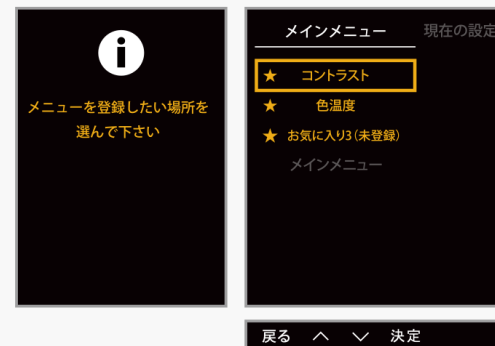 メニューを登録したい場所を
選んで下さい
メインメニュー 現在の設定
★ コントラスト
★ 色温度
★ お気に入り3(未登録)
メインメニュー
戻る ヘ ﹀ 決定